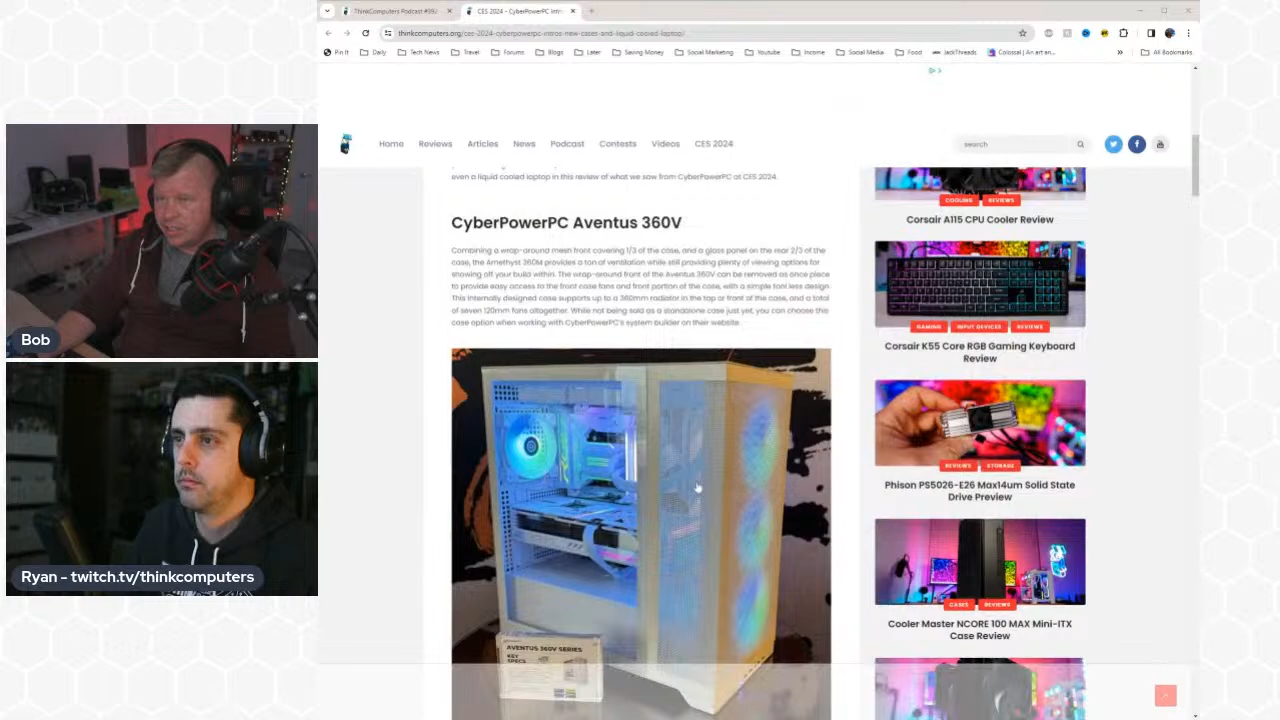 ThinkComputers Podcast #393
CES 2024 - CyberPowerPC Intr
thinkcomputers.org/ces-2024-cyberpowerpc-intros-new-cases-and-liquid-cooled-laptop/
Pin It Daily Tech News Travel Forums Blogs Later Saving Money Social Marketing Youtube Income Social Media Food JackThreads Colossal | An art an... » All Bookmarks
Home Reviews Articles News Podcast Contests Videos CES 2024 search
even a liquid cooled laptop in this review of what we saw from CyberPowerPC at CES 2024.
CyberPowerPC Aventus 360V
Combining a wrap-around mesh front covering 1/3 of the case, and a glass panel on the rear 2/3 of the
case, the Amethyst 360M provides a ton of ventilation while still providing plenty of viewing options for
showing off your build within. The wrap-around front of the Aventus 360V can be removed as once place
to provide easy access to the front case fans and front portion of the case, with a simple tool less design.
This internally designed case supports up to a 360mm radiator in the top or front of the case, and a total
of seven 120mm fans altogether. While not being sold as a standalone case just yet, you can choose this
case option when working with CyberPowerPC's system builder on their website.
AVENTUS 360V SERIES
KEY
SPECS
COOLING REVIEWS
Corsair A115 CPU Cooler Review
GAMING INPUT DEVICES REVIEWS
Corsair K55 Core RGB Gaming Keyboard
Review
REVIEWS STORAGE
Phison PS5026-E26 Max14um Solid State
Drive Preview
CASES REVIEWS
Cooler Master NCORE 100 MAX Mini-ITX
Case Review
Bob
Ryan - twitch.tv/thinkcomputers